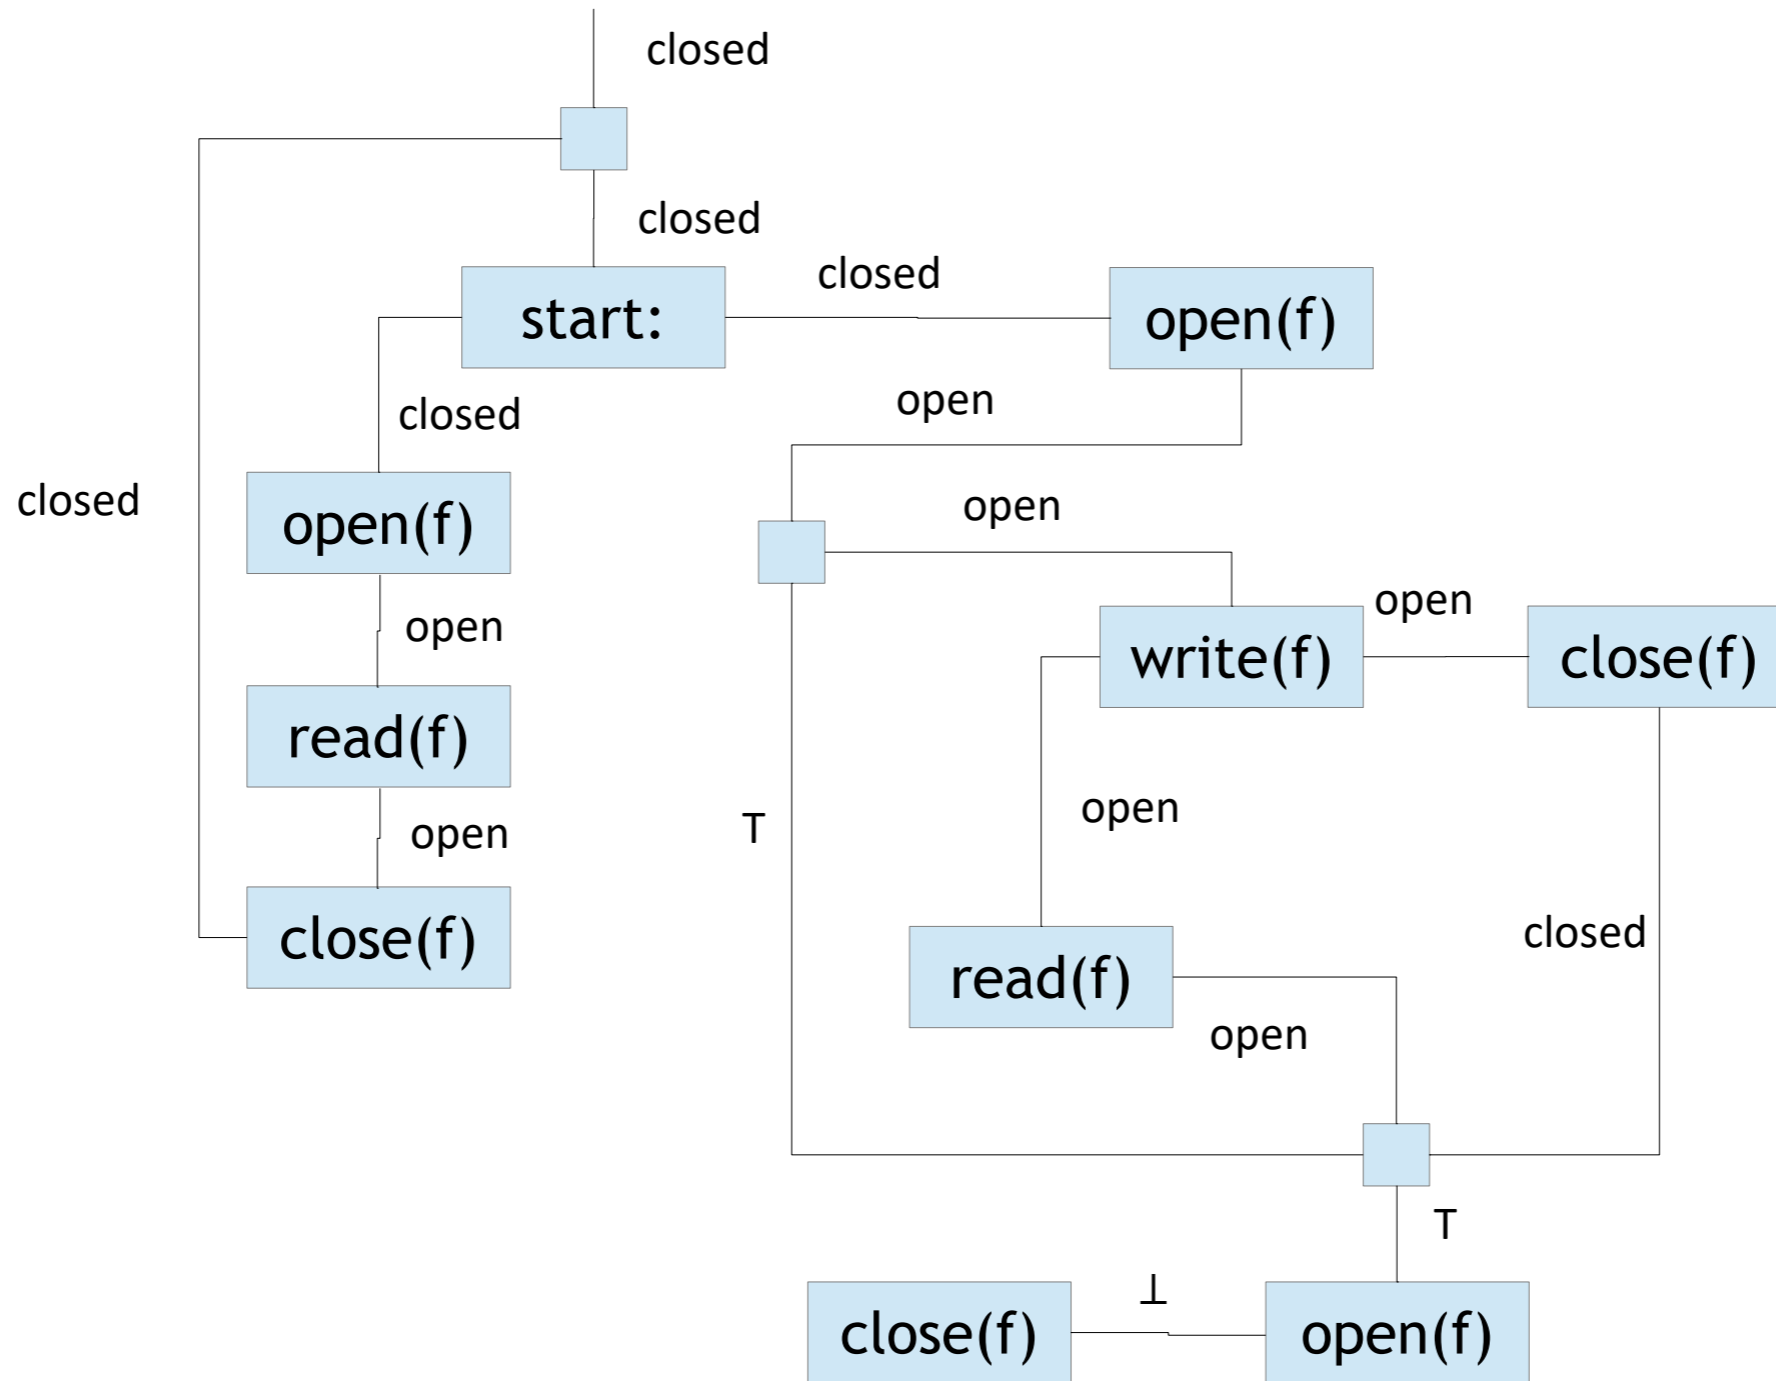 closed
closed
closed
start:
open(f)
open
closed
closed
open
open(f)
open
write(f)
close(f)
open
read(f)
open
T
open
closed
close(f)
read(f)
open
T
⊥
close(f)
open(f)